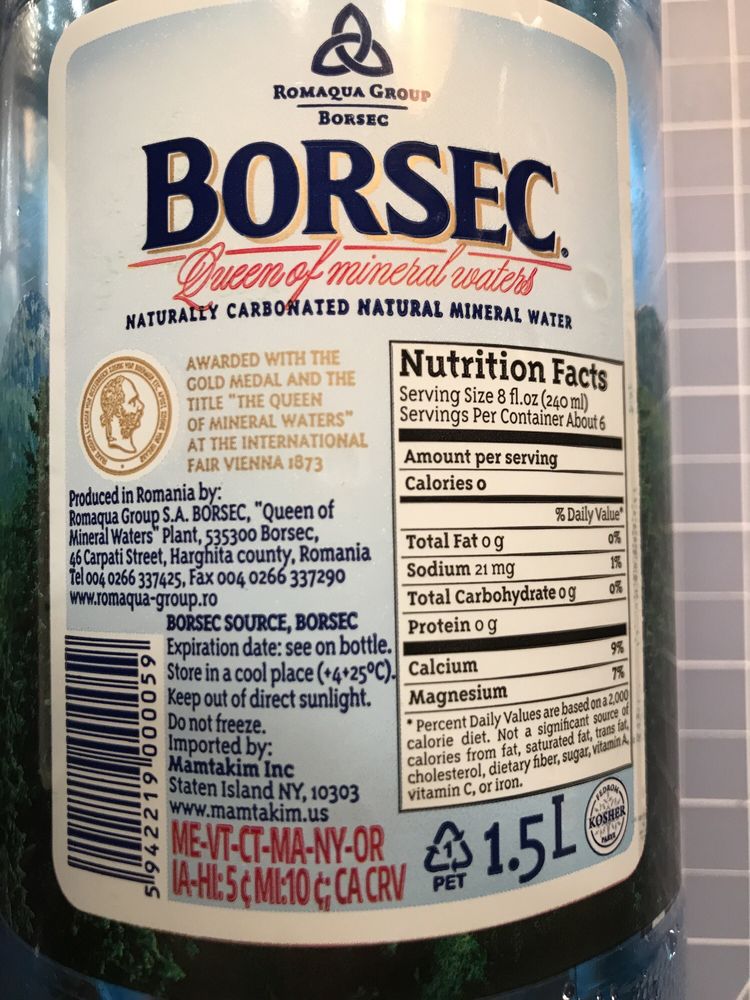 ROMAQUA GROUP
BORSEC
BORSEC.
Queen of mineral waters
NATURALLY CARBONATED NATURAL MINERAL WATER
AWARDED WITH THE
GOLD MEDAL AND THE
TITLE "THE QUEEN
OF MINERAL WATERS"
AT THE INTERNATIONAL
FAIR VIENNA 1873
Produced in Romania by:
Romaqua Group S.A. BORSEC, "Queen of
Mineral Waters" Plant, 535300 Borsec,
46 Carpati Street, Harghita county, Romania
Tel 004 0266 337425, Fax 004 0266 337290
www.romaqua-group.ro
BORSEC SOURCE, BORSEC
Expiration date: see on bottle.
Store in a cool place (+4+25ºC).
Keep out of direct sunlight.
Do not freeze.
Imported by:
Mamtakim Inc
Staten Island NY, 10303
www.mamtakim.us
ME-VT-CT-MA-NY-OR
IA-HI: 5 ¢ MI:10 ¢; CA CRV
5 942219 000059
Nutrition Facts
Serving Size 8 fl.oz (240 ml)
Servings Per Container About 6
Amount per serving
Calories 0
% Daily Value*
Total Fat 0 g 0%
Sodium 21 mg 1%
Total Carbohydrate 0 g 0%
Protein 0 g
Calcium 9%
Magnesium 7%
* Percent Daily Values are based on a 2,000
calorie diet. Not a significant source of
calories from fat, saturated fat, trans fat,
cholesterol, dietary fiber, sugar, vitamin A,
vitamin C, or iron.
1
PET
1.5L
KOSHER